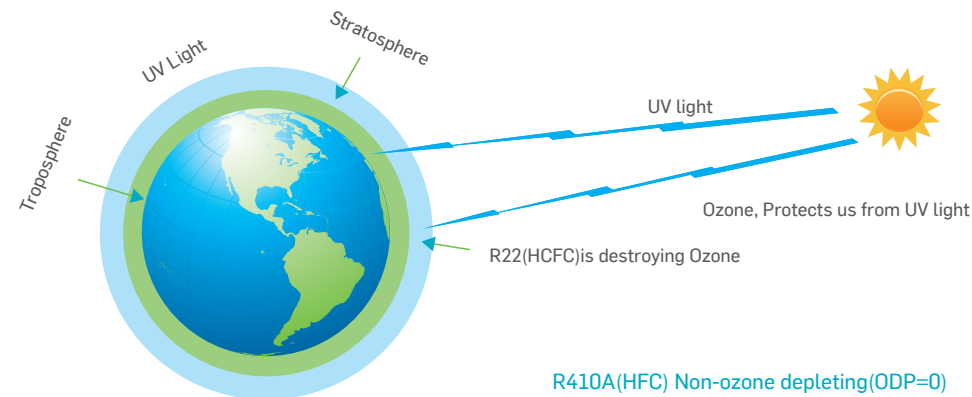 Stratosphere
UV Light
Troposphere
UV light
Ozone, Protects us from UV light
R22(HCFC)is destroying Ozone
R410A(HFC) Non-ozone depleting(ODP=0)